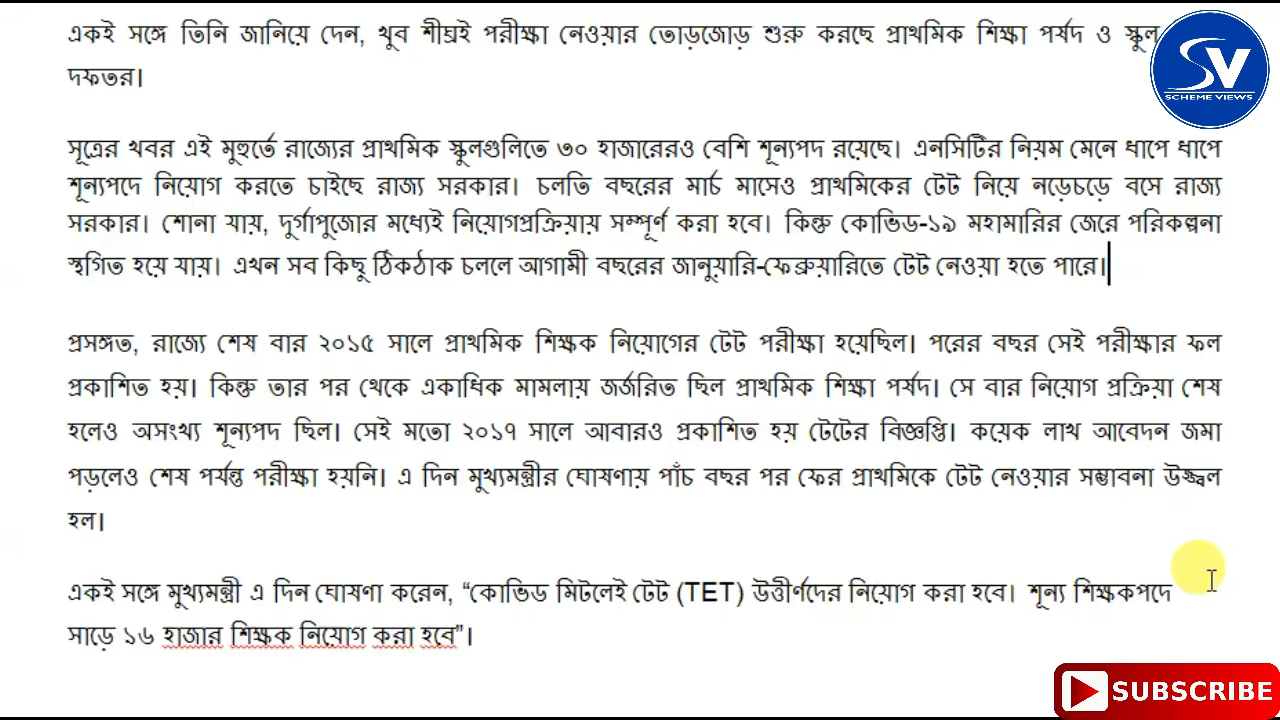 একই সঙ্গে তিনি জানিয়ে দেন, খুব শীঘ্রই পরীক্ষা নেওয়ার তোড়জোড় শুরু করছে প্রাথমিক শিক্ষা পর্ষদ ও স্কুল
দফতর।
সূত্রের খবর এই মুহুর্তে রাজ্যের প্রাথমিক স্কুলগুলিতে ৩০ হাজারেরও বেশি শূন্যপদ রয়েছে। এনসিটির নিয়ম মেনে ধাপে ধাপে
শূন্যপদে নিয়োগ করতে চাইছে রাজ্য সরকার। চলতি বছরের মার্চ মাসেও প্রাথমিকের টেট নিয়ে নড়েচড়ে বসে রাজ্য
সরকার। শোনা যায়, দুর্গাপুজোর মধ্যেই নিয়োগপ্রক্রিয়ায় সম্পূর্ণ করা হবে। কিন্তু কোভিড-১৯ মহামারির জেরে পরিকল্পনা
স্থগিত হয়ে যায়। এখন সব কিছু ঠিকঠাক চললে আগামী বছরের জানুয়ারি-ফেব্রুয়ারিতে টেট নেওয়া হতে পারে।
প্রসঙ্গত, রাজ্যে শেষ বার ২০১৫ সালে প্রাথমিক শিক্ষক নিয়োগের টেট পরীক্ষা হয়েছিল। পরের বছর সেই পরীক্ষার ফল
প্রকাশিত হয়। কিন্তু তার পর থেকে একাধিক মামলায় জর্জরিত ছিল প্রাথমিক শিক্ষা পর্ষদ। সে বার নিয়োগ প্রক্রিয়া শেষ
হলেও অসংখ্য শূন্যপদ ছিল। সেই মতো ২০১৭ সালে আবারও প্রকাশিত হয় টেটের বিজ্ঞপ্তি। কয়েক লাখ আবেদন জমা
পড়লেও শেষ পর্যন্ত পরীক্ষা হয়নি। এ দিন মুখ্যমন্ত্রীর ঘোষণায় পাঁচ বছর পর ফের প্রাথমিকে টেট নেওয়ার সম্ভাবনা উজ্জ্বল
হল।
একই সঙ্গে মুখ্যমন্ত্রী এ দিন ঘোষণা করেন, “কোভিড মিটলেই টেট (TET) উত্তীর্ণদের নিয়োগ করা হবে। শূন্য শিক্ষকপদে
সাড়ে ১৬ হাজার শিক্ষক নিয়োগ করা হবে”।
SV
SCHEME VIEWS
SUBSCRIBE